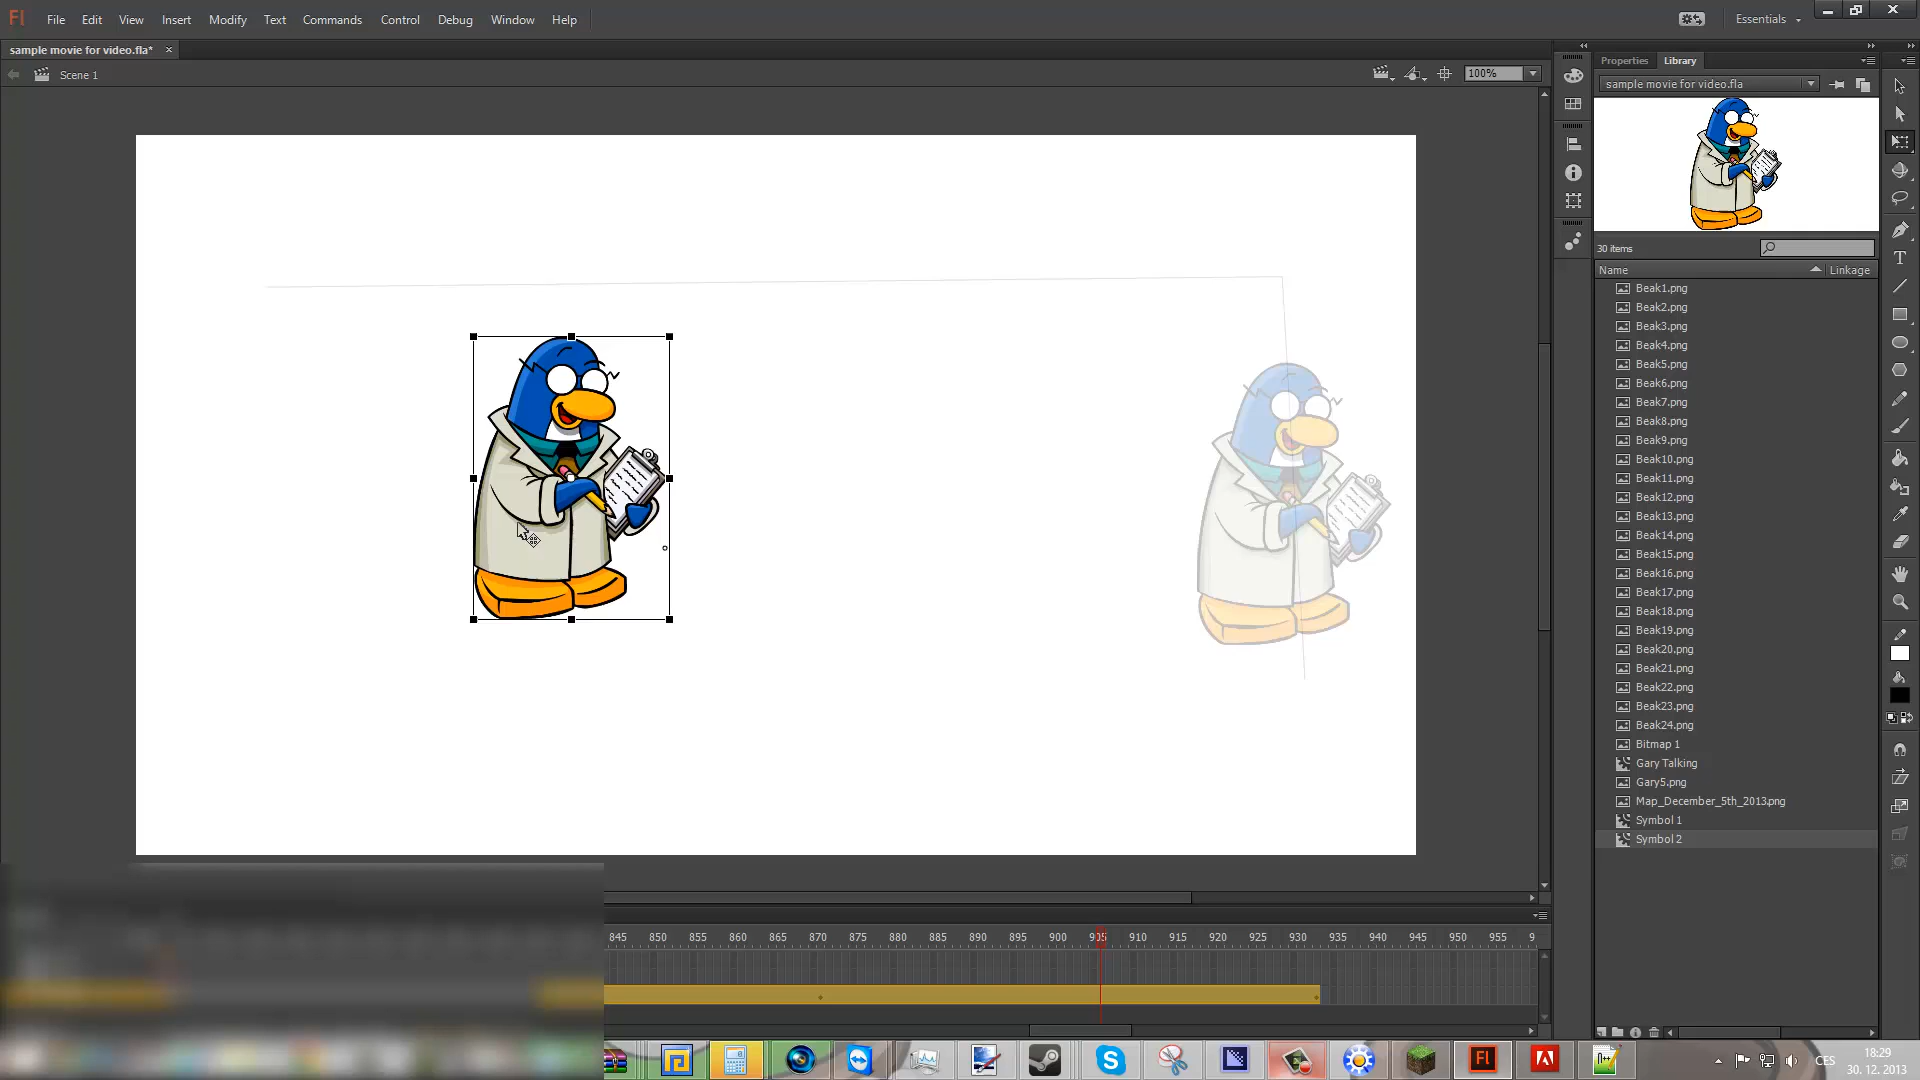 Fl File Edit View Insert Modify Text Commands Control Debug Window Help Essentials
sample movie for video.fla* ×
Scene 1 100%
Properties Library
sample movie for video.fla
30 items
Name Linkage
Beak1.png
Beak2.png
Beak3.png
Beak4.png
Beak5.png
Beak6.png
Beak7.png
Beak8.png
Beak9.png
Beak10.png
Beak11.png
Beak12.png
Beak13.png
Beak14.png
Beak15.png
Beak16.png
Beak17.png
Beak18.png
Beak19.png
Beak20.png
Beak21.png
Beak22.png
Beak23.png
Beak24.png
Bitmap 1
Gary Talking
Gary5.png
Map_December_5th_2013.png
Symbol 1
Symbol 2
845 850 855 860 865 870 875 880 885 890 895 900 905 910 915 920 925 930 935 940 945 950 955 9
Fl CES 18:29
30. 12. 2013